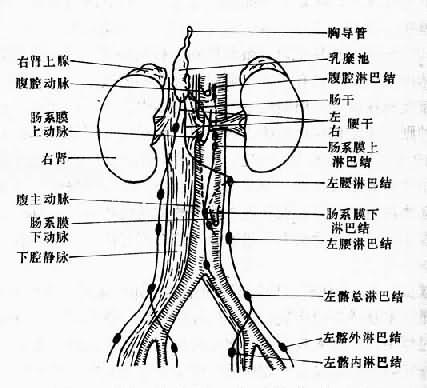 胸导管
右肾上腺
乳糜池
腹腔动脉
腹腔淋巴结
肠干
肠系膜
上动脉
左
右
腰干
右肾
肠系膜上
淋巴结
左腰淋巴结
腹主动脉
肠系膜
下动脉
肠系膜下
淋巴结
左腰淋巴结
下腔静脉
左髂总淋巴结
左髂外淋巴结
左髂内淋巴结